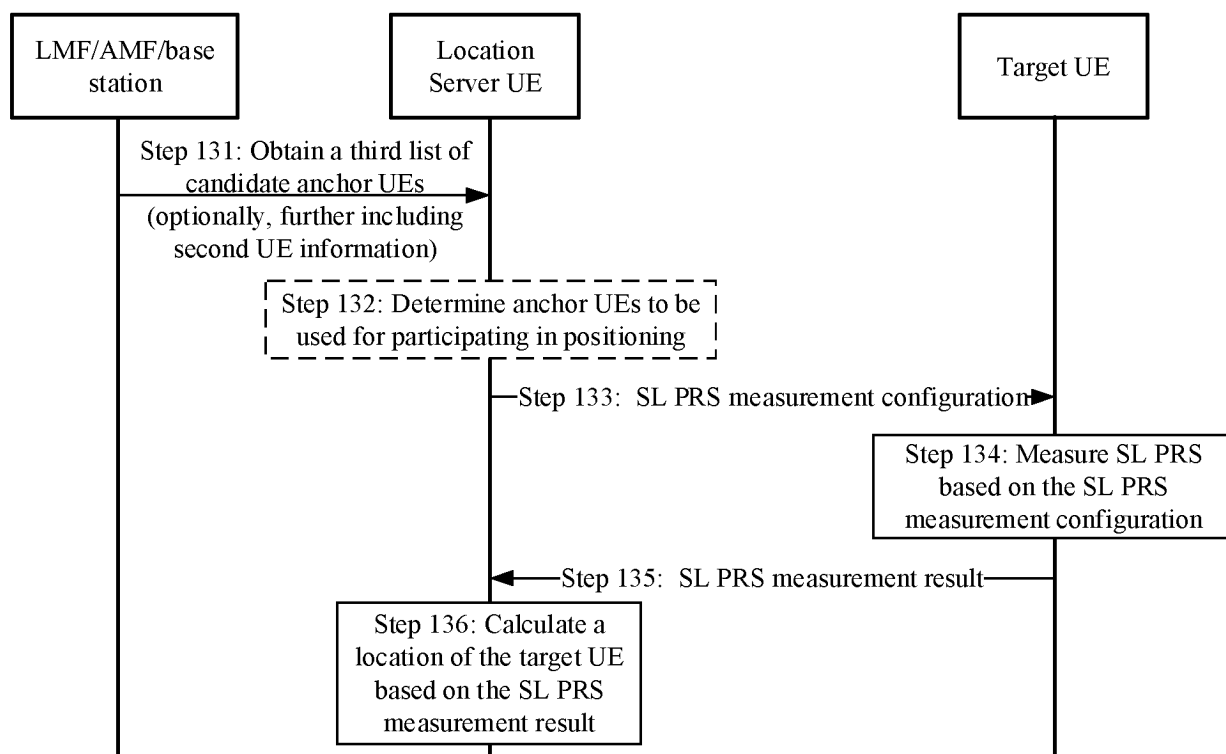 LMF/AMF/base
station
Location
Server UE
Target UE
Step 131: Obtain a third list of
candidate anchor UEs
(optionally, further including
second UE information)
Step 132: Determine anchor UEs to be
used for participating in positioning
Step 133: SL PRS measurement configuration
Step 134: Measure SL PRS
based on the SL PRS
measurement configuration
Step 135: SL PRS measurement result
Step 136: Calculate a
location of the target UE
based on the SL PRS
measurement result